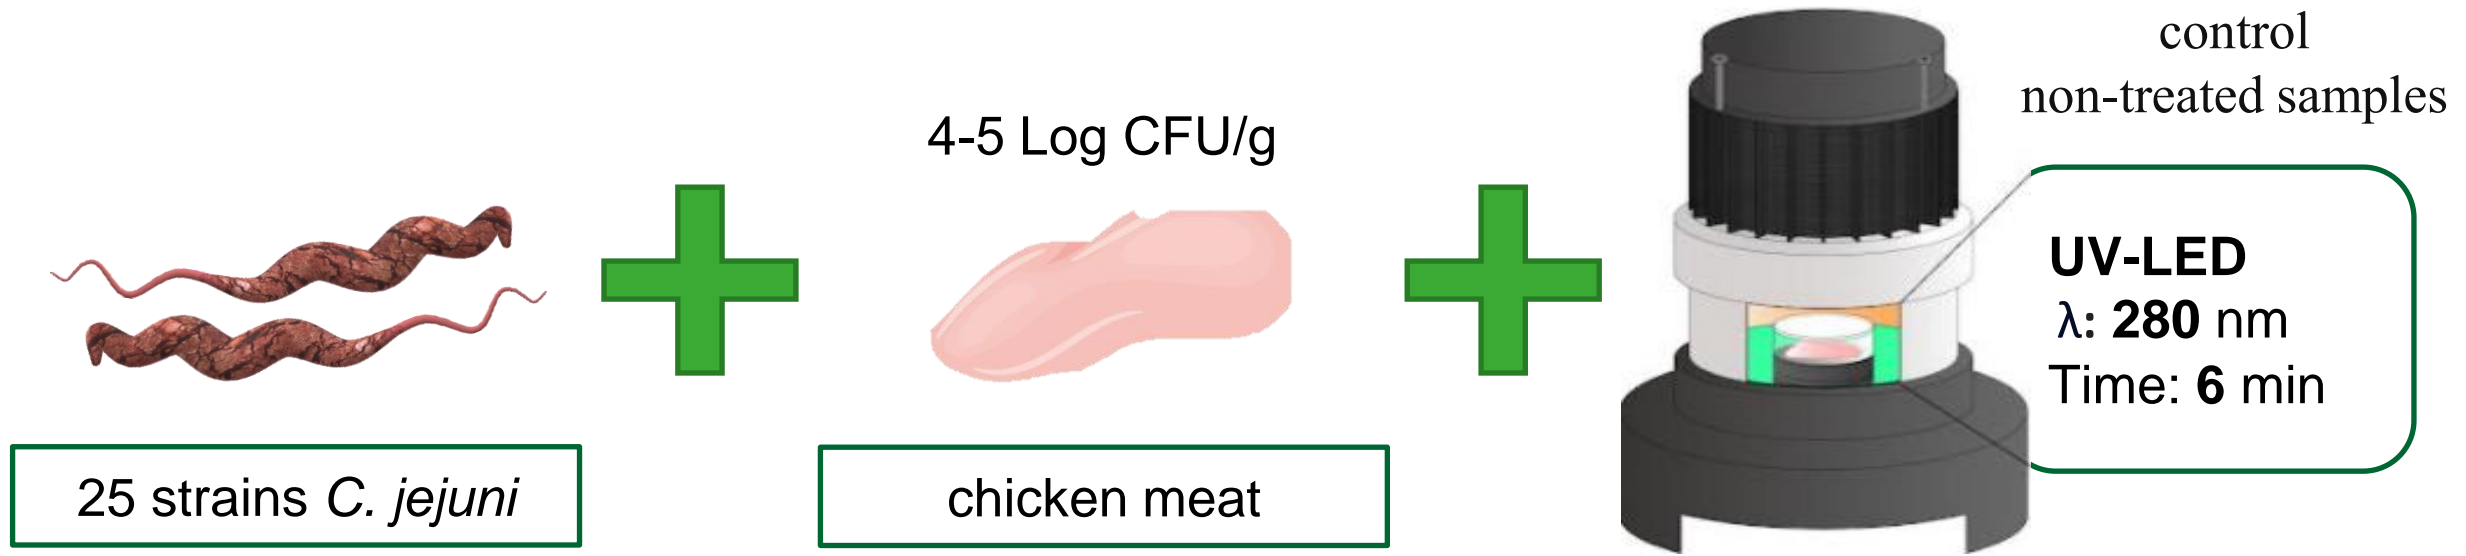 25 strains C. jejuni
4-5 Log CFU/g
chicken meat
control
non-treated samples
UV-LED
λ: 280 nm
Time: 6 min